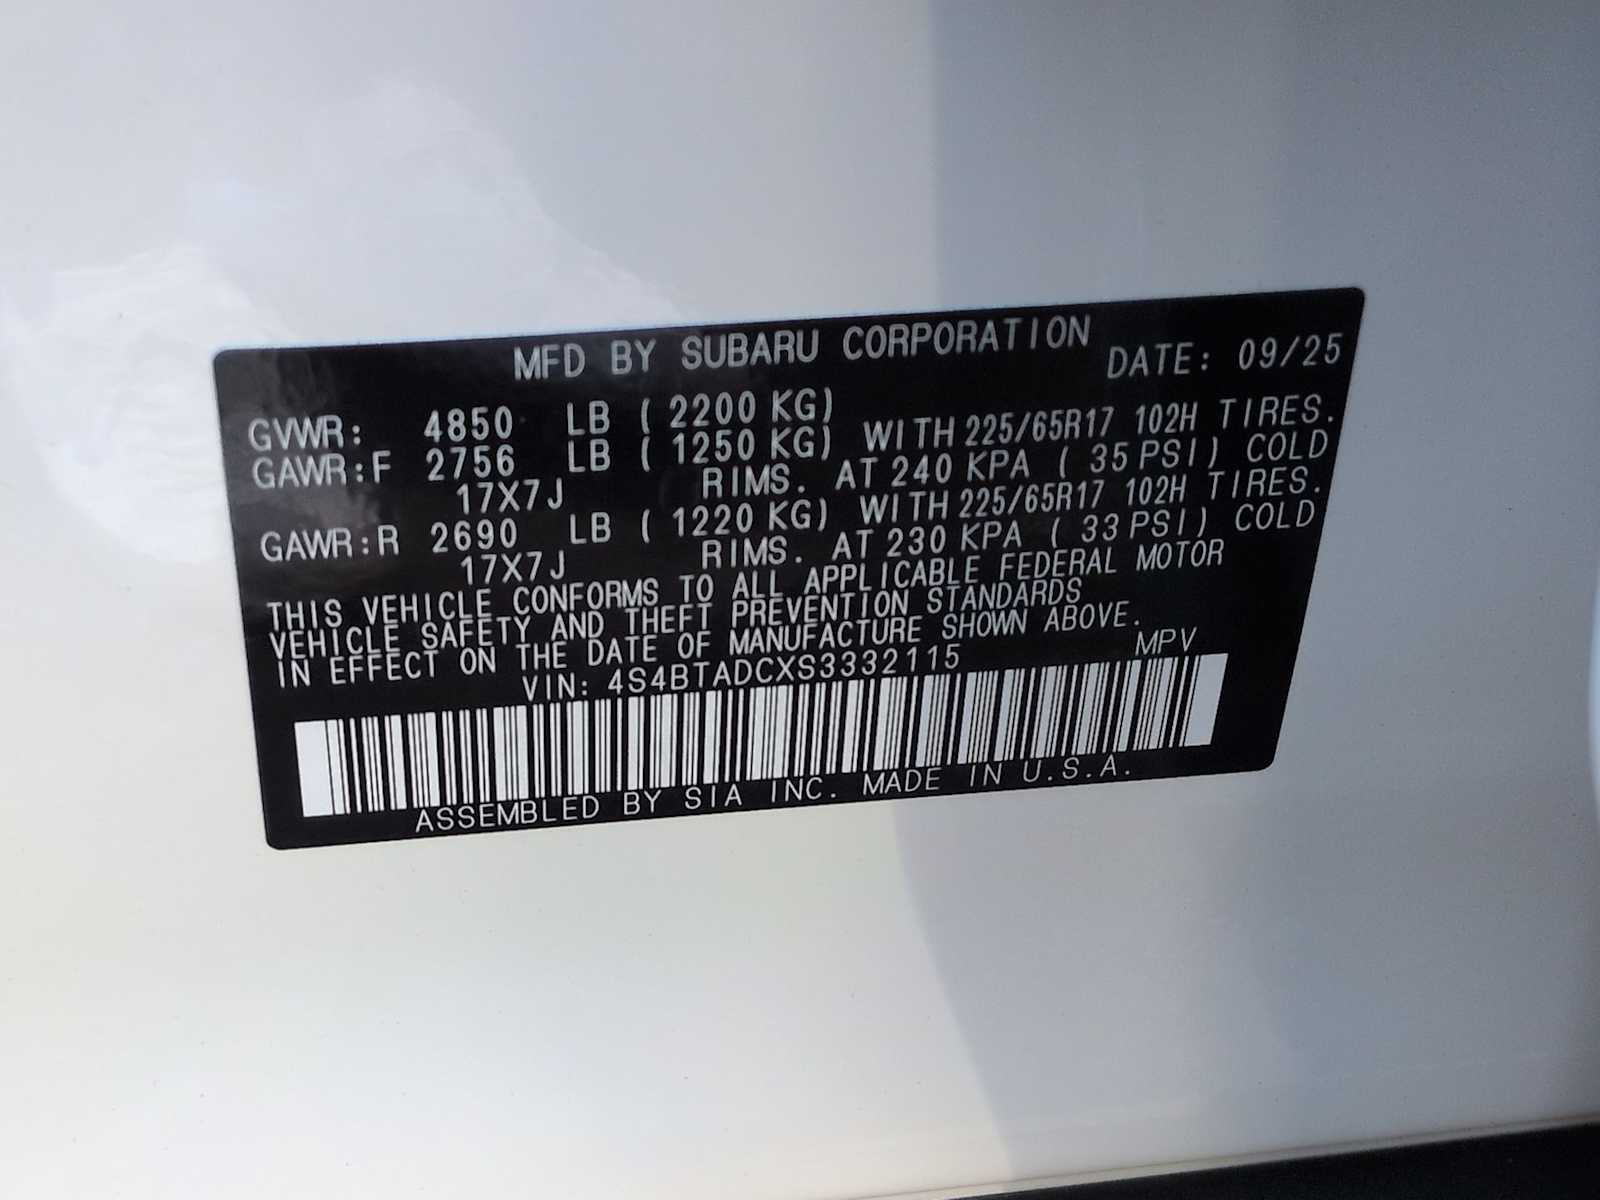 MFD BY SUBARU CORPORATION DATE: 09/25
GVWR: 4850 LB ( 2200 KG)
GAWR:F 2756 LB ( 1250 KG) WITH 225/65R17 102H TIRES.
17X7J RIMS. AT 240 KPA ( 35 PSI) COLD
GAWR:R 2690 LB ( 1220 KG) WITH 225/65R17 102H TIRES.
17X7J RIMS. AT 230 KPA ( 33 PSI) COLD
THIS VEHICLE CONFORMS TO ALL APPLICABLE FEDERAL MOTOR
VEHICLE SAFETY AND THEFT PREVENTION STANDARDS
IN EFFECT ON THE DATE OF MANUFACTURE SHOWN ABOVE.
VIN: 4S4BTADCXS3332115 MPV
ASSEMBLED BY SIA INC. MADE IN U.S.A.